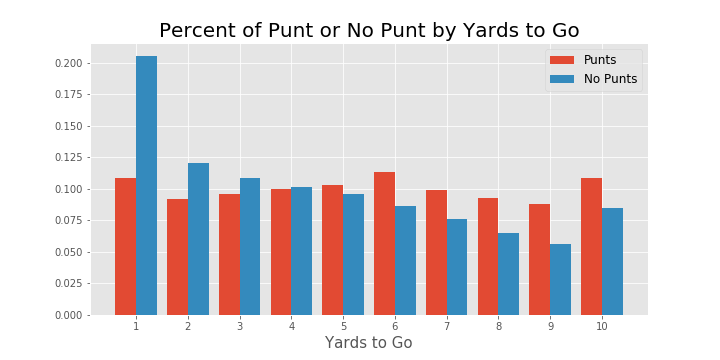 Percent of Punt or No Punt by Yards to Go
Punts
No Punts
0.200
0.175
0.150
0.125
0.100
0.075
0.050
0.025
0.000
1 2 3 4 5 6 7 8 9 10
Yards to Go